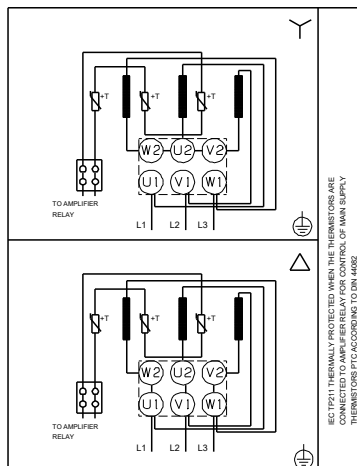 +T
+T
+T
W2 U2 V2
U1 V1 W1
TO AMPLIFIER
RELAY
L1 L2 L3
+T
+T
+T
W2 U2 V2
U1 V1 W1
TO AMPLIFIER
RELAY
L1 L2 L3
IEC TP211 THERMALLY PROTECTED WHEN THE THERMISTORS ARE
CONNECTED TO AMPLIFIER RELAY FOR CONTROL OF MAIN SUPPLY
THERMISTORS PTC ACCORDING TO DIN 44082